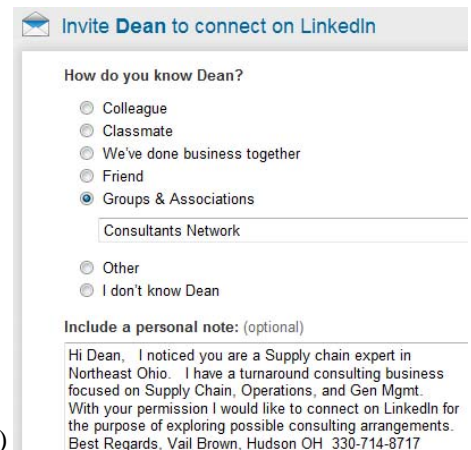 Invite Dean to connect on LinkedIn
How do you know Dean?
Colleague
Classmate
We've done business together
Friend
Groups & Associations
Consultants Network
Other
I don't know Dean
Include a personal note: (optional)
Hi Dean,   I noticed you are a Supply chain expert in
Northeast Ohio.   I have a turnaround consulting business
focused on Supply Chain, Operations, and Gen Mgmt.
With your permission I would like to connect on LinkedIn for
the purpose of exploring possible consulting arrangements.
) Best Regards, Vail Brown, Hudson OH  330-714-8717